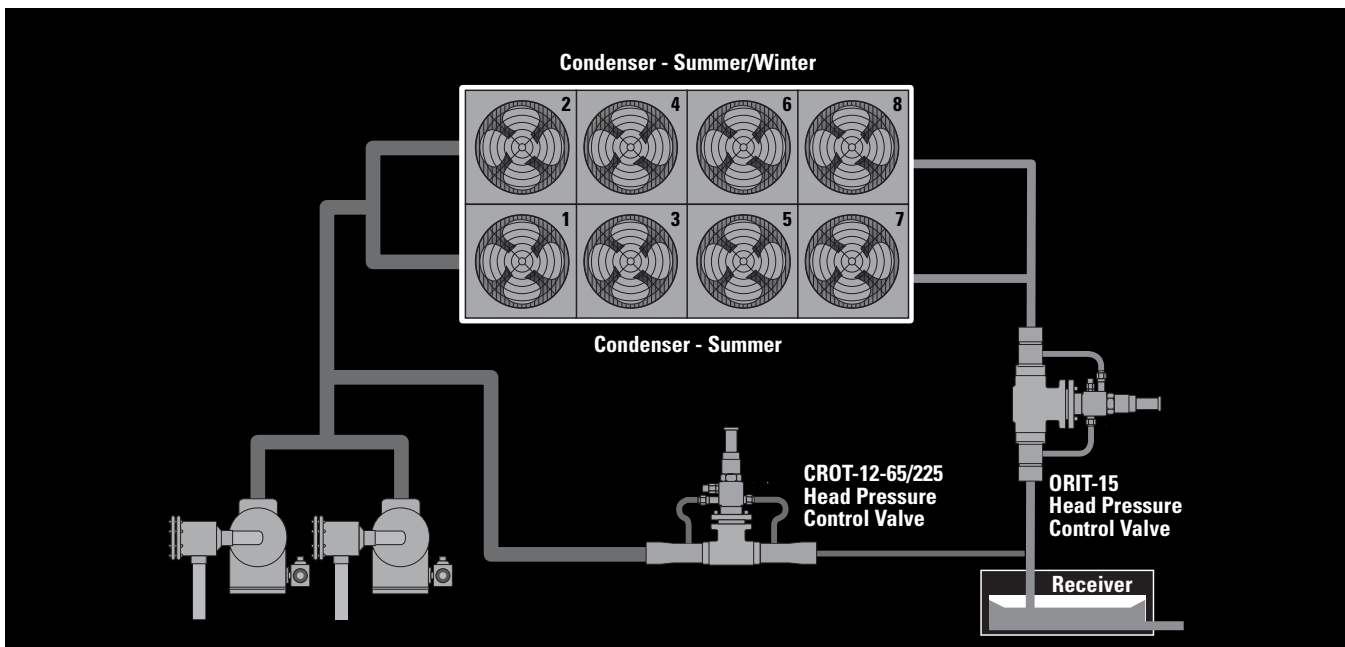 Condenser - Summer/Winter
2
4
6
8
1
3
5
7
Condenser - Summer
CROT-12-65/225
Head Pressure
Control Valve
ORIT-15
Head Pressure
Control Valve
Receiver